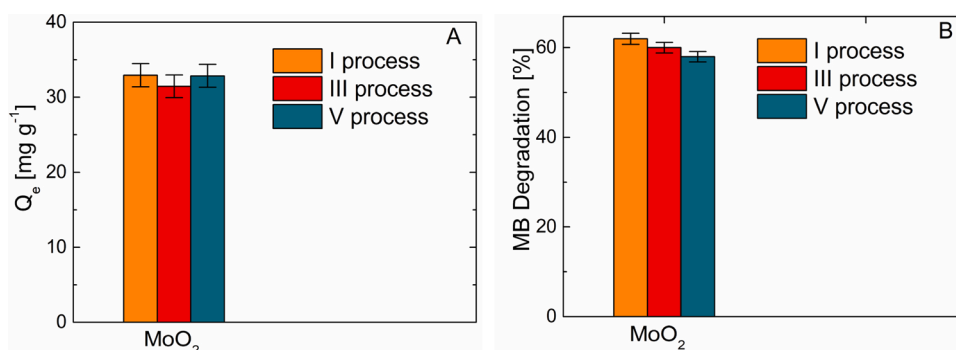 A
40
30
20
10
0
Qe [mg g-1]
I process
III process
V process
MoO2
B
60
40
20
0
MB Degradation [%]
I process
III process
V process
MoO2